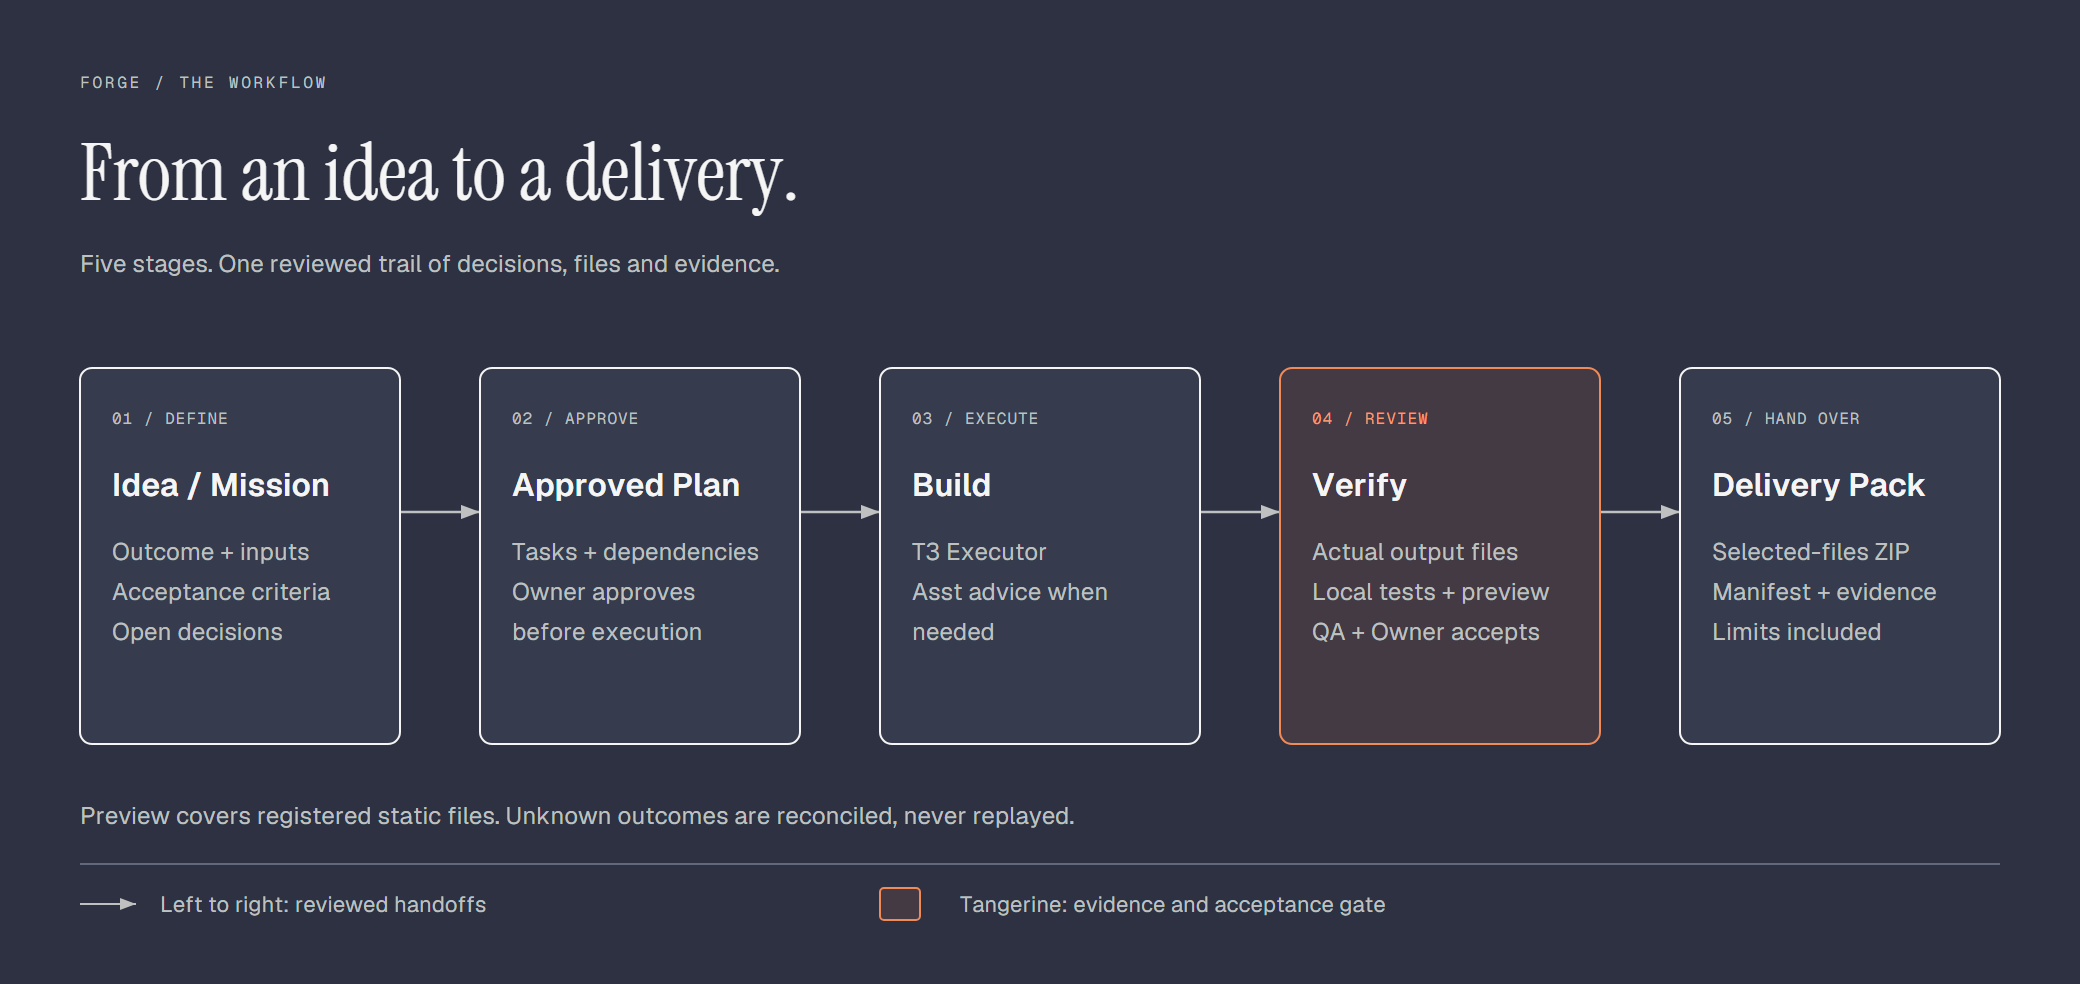 FORGE / THE WORKFLOW
From an idea to a delivery.
Five stages. One reviewed trail of decisions, files and evidence.
01 / DEFINE
Idea / Mission
Outcome + inputs
Acceptance criteria
Open decisions
02 / APPROVE
Approved Plan
Tasks + dependencies
Owner approves
before execution
03 / EXECUTE
Build
T3 Executor
Asst advice when
needed
04 / REVIEW
Verify
Actual output files
Local tests + preview
QA + Owner accepts
05 / HAND OVER
Delivery Pack
Selected-files ZIP
Manifest + evidence
Limits included
Preview covers registered static files. Unknown outcomes are reconciled, never replayed.
Left to right: reviewed handoffs
Tangerine: evidence and acceptance gate